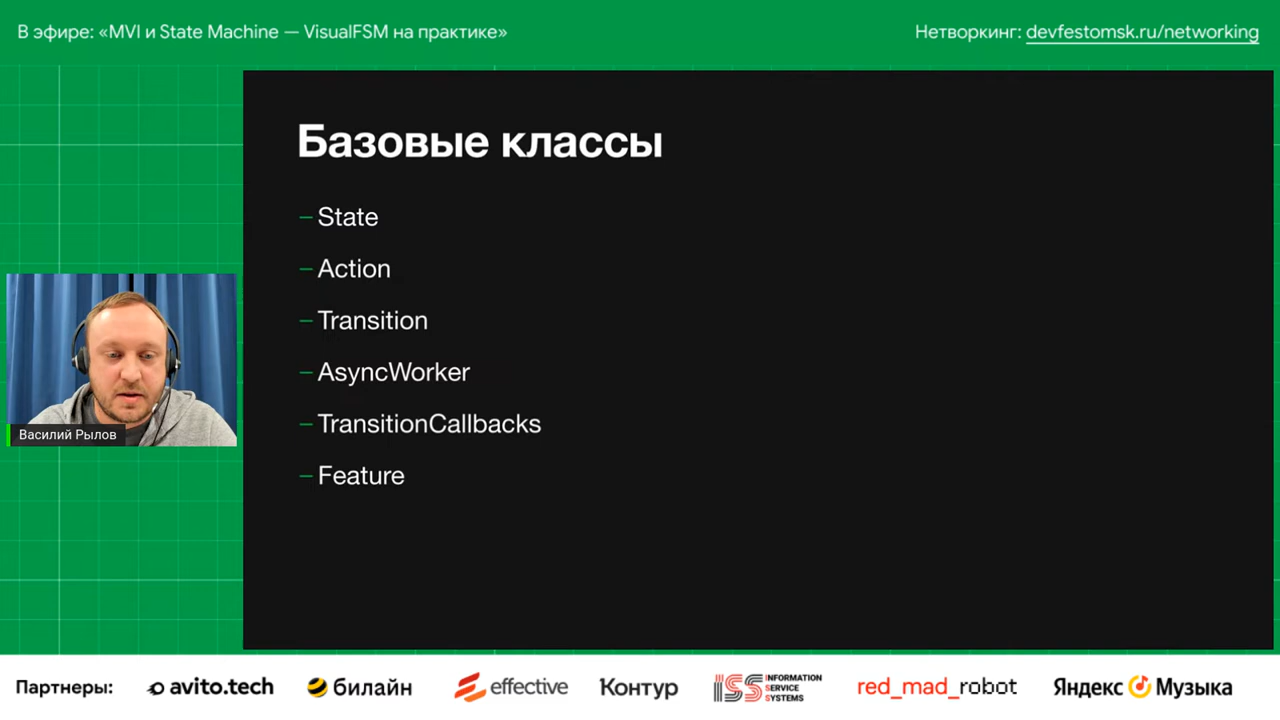 В эфире: «MVI и State Machine — VisualFSM на практике»
Нетворкинг: devfestomsk.ru/networking
Базовые классы
– State
– Action
– Transition
– AsyncWorker
– TransitionCallbacks
– Feature
Василий Рылов
Партнеры: avito.tech билайн effective Контур ISS INFORMATION SERVICE SYSTEMS red_mad_robot Яндекс Музыка